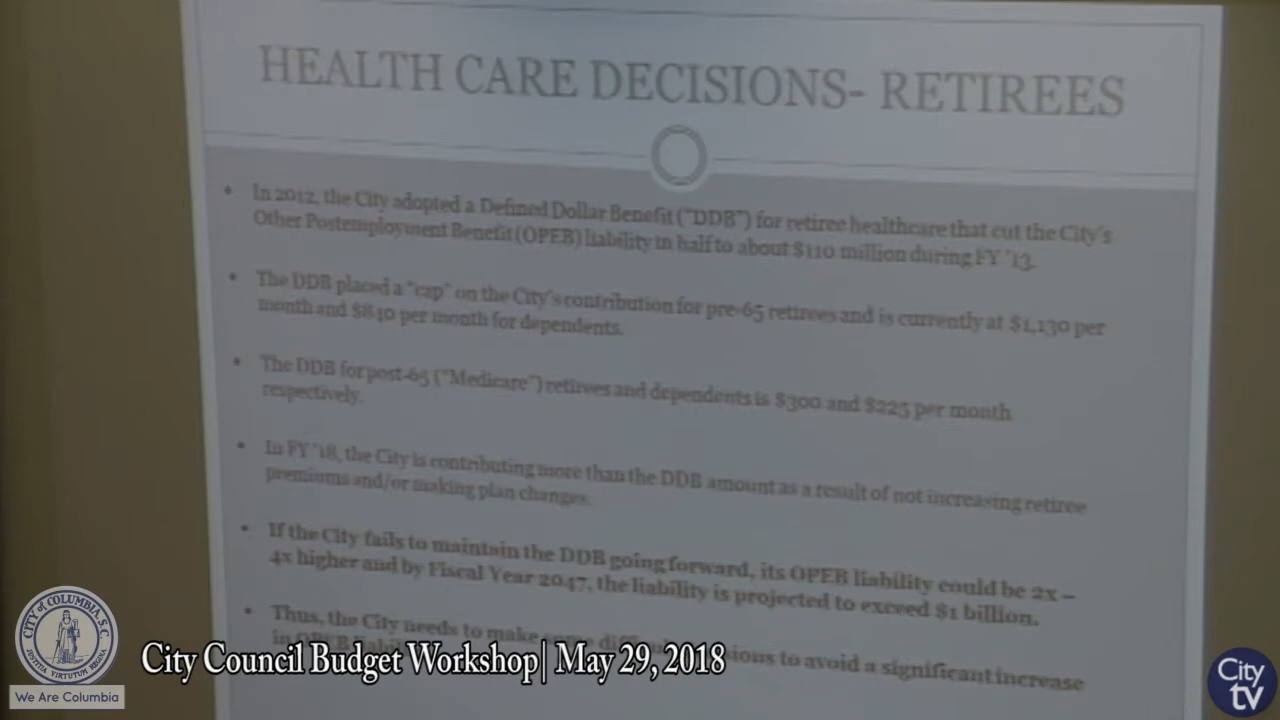 HEALTH CARE DECISIONS- RETIREES
• In 2012, the City adopted a Defined Dollar Benefit ("DDB") for retiree healthcare that cut the City's
Other Postemployment Benefit (OPEB) liability in half to about $110 million during FY '13.
• The DDB placed a "cap" on the City's contribution for pre-65 retirees and is currently at $1,130 per
month and $840 per month for dependents.
• The DDB for post-65 ("Medicare") retirees and dependents is $300 and $225 per month
respectively.
• In FY '18, the City is contributing more than the DDB amount as a result of not increasing retiree
premiums and/or making plan changes.
• If the City fails to maintain the DDB going forward, its OPEB liability could be 2x –
4x higher and by Fiscal Year 2047, the liability is projected to exceed $1 billion.
• Thus, the City needs to make to avoid a significant increase
in OPEB
CITY of COLUMBIA, S.C.
JUSTITIA VIRTUTUM REGINA
We Are Columbia
City Council Budget Workshop| May 29, 2018
City
tv